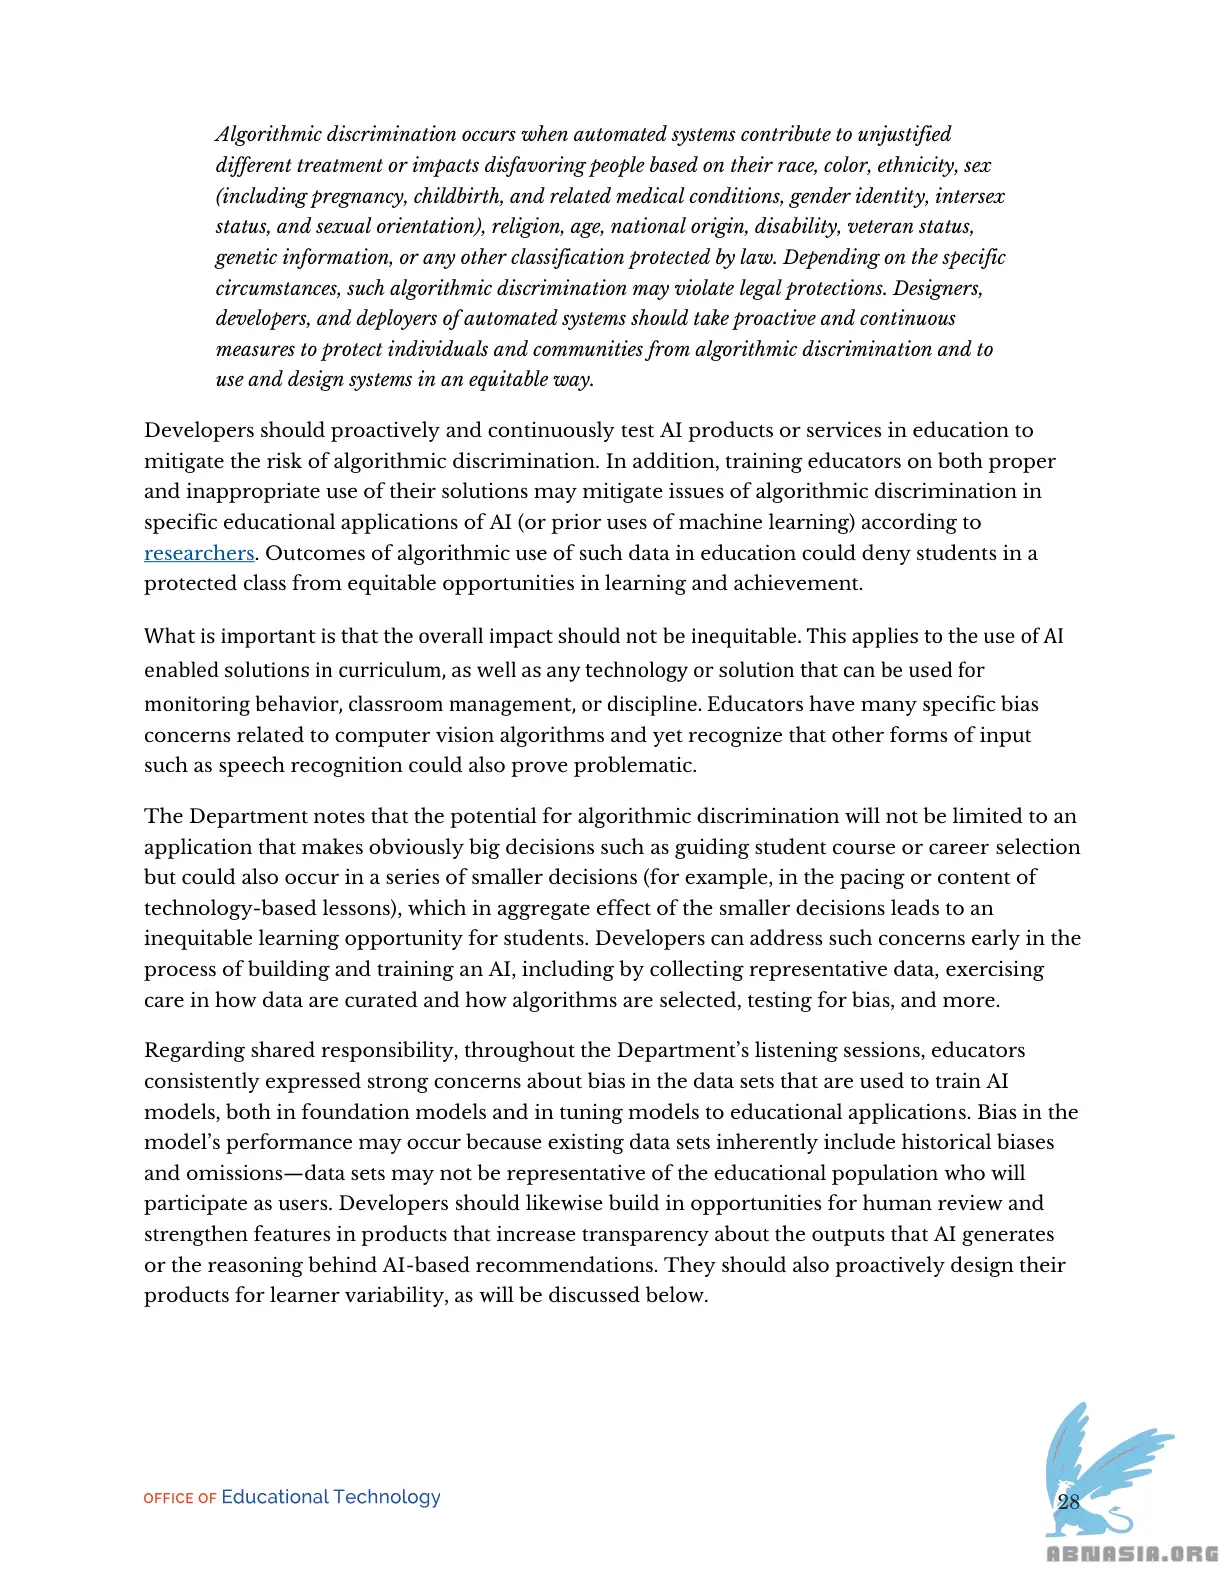 Algorithmic discrimination occurs when automated systems contribute to unjustified
different treatment or impacts disfavoring people based on their race, color, ethnicity, sex
(including pregnancy, childbirth, and related medical conditions, gender identity, intersex
status, and sexual orientation), religion, age, national origin, disability, veteran status,
genetic information, or any other classification protected by law. Depending on the specific
circumstances, such algorithmic discrimination may violate legal protections. Designers,
developers, and deployers of automated systems should take proactive and continuous
measures to protect individuals and communities from algorithmic discrimination and to
use and design systems in an equitable way.
Developers should proactively and continuously test AI products or services in education to
mitigate the risk of algorithmic discrimination. In addition, training educators on both proper
and inappropriate use of their solutions may mitigate issues of algorithmic discrimination in
specific educational applications of AI (or prior uses of machine learning) according to
researchers. Outcomes of algorithmic use of such data in education could deny students in a
protected class from equitable opportunities in learning and achievement.
What is important is that the overall impact should not be inequitable. This applies to the use of AI
enabled solutions in curriculum, as well as any technology or solution that can be used for
monitoring behavior, classroom management, or discipline. Educators have many specific bias
concerns related to computer vision algorithms and yet recognize that other forms of input
such as speech recognition could also prove problematic.
The Department notes that the potential for algorithmic discrimination will not be limited to an
application that makes obviously big decisions such as guiding student course or career selection
but could also occur in a series of smaller decisions (for example, in the pacing or content of
technology-based lessons), which in aggregate effect of the smaller decisions leads to an
inequitable learning opportunity for students. Developers can address such concerns early in the
process of building and training an AI, including by collecting representative data, exercising
care in how data are curated and how algorithms are selected, testing for bias, and more.
Regarding shared responsibility, throughout the Department’s listening sessions, educators
consistently expressed strong concerns about bias in the data sets that are used to train AI
models, both in foundation models and in tuning models to educational applications. Bias in the
model’s performance may occur because existing data sets inherently include historical biases
and omissions—data sets may not be representative of the educational population who will
participate as users. Developers should likewise build in opportunities for human review and
strengthen features in products that increase transparency about the outputs that AI generates
or the reasoning behind AI-based recommendations. They should also proactively design their
products for learner variability, as will be discussed below.
OFFICE OF Educational Technology
28
ABNASIA.ORG